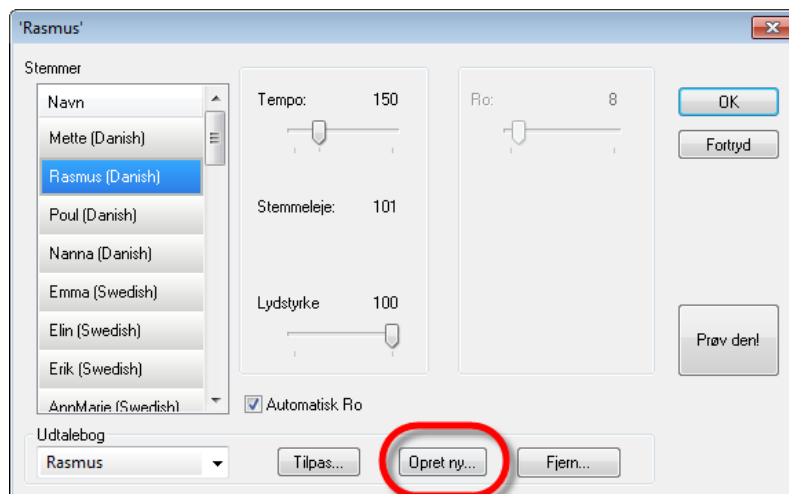 'Rasmus'
Stemmer
Navn
Mette (Danish)
Rasmus (Danish)
Poul (Danish)
Nanna (Danish)
Emma (Swedish)
Elin (Swedish)
Erik (Swedish)
AnnMarie (Swedish)
Tempo: 150
Stemmeleje: 101
Lydstyrke 100
Ro: 8
OK
Fortryd
Prøv den!
Automatisk Ro
Udtalebog
Rasmus
Tilpas... Opret ny... Fjern...